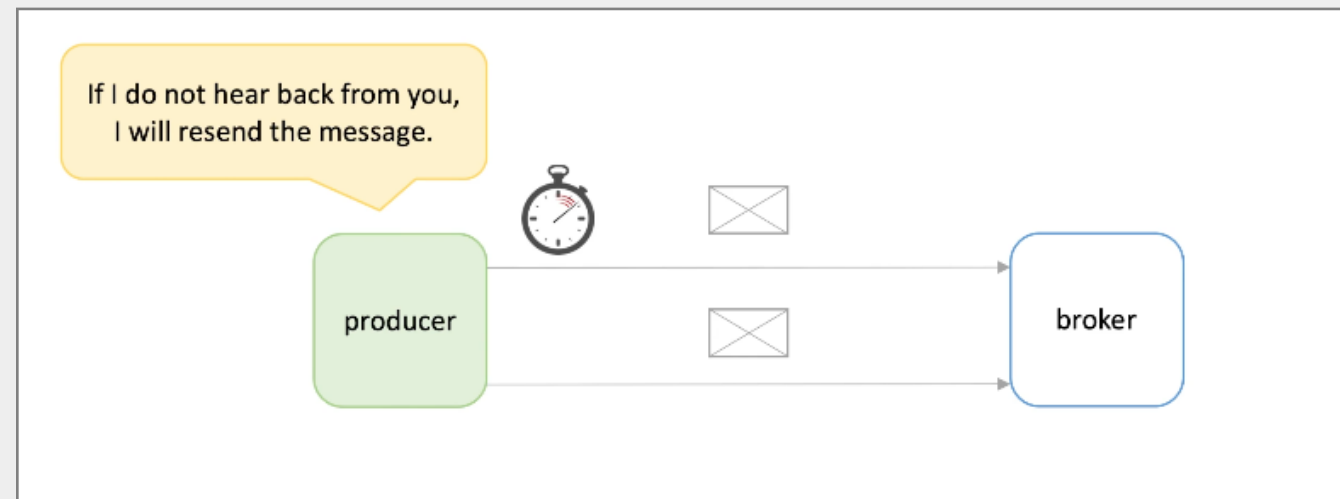 If I do not hear back from you,
I will resend the message.
producer
broker